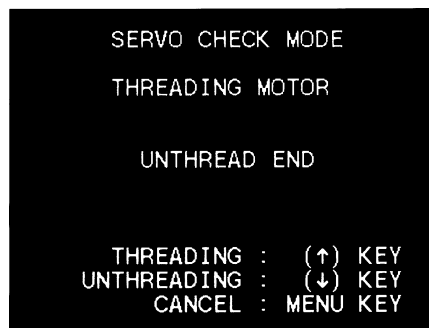 SERVO CHECK MODE
THREADING MOTOR
UNTHREAD END
THREADING : (↑) KEY
UNTHREADING : (↓) KEY
CANCEL : MENU KEY